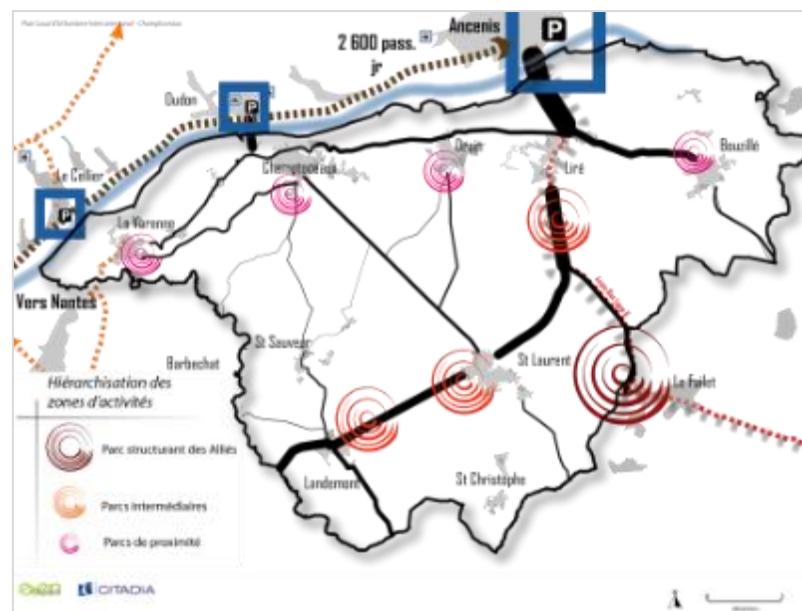 Ancenis
P
2 600 pass.
jr
Oudon
P
Le Cellier
P
Champtoceaux
Drain
Liré
Bouzillé
La Varenne
Vers Nantes
St Sauveur
Barbechat
St Laurent
Le Fuilet
Landemont
St Christophe
Hiérarchisation des
zones d'activités
Parc structurant des Alliés
Parcs intermédiaires
Parcs de proximité
CITADIA